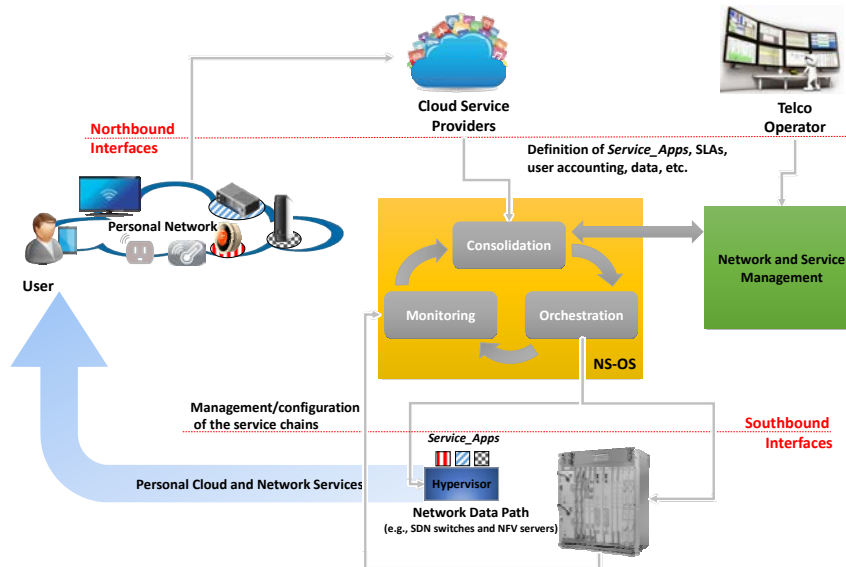 Cloud Service
Providers
Telco
Operator
Northbound
Interfaces
Definition of Service_Apps, SLAs,
user accounting, data, etc.
Personal Network
User
Consolidation
Monitoring
Orchestration
NS-OS
Network and Service
Management
Management/configuration
of the service chains
Southbound
Interfaces
Service_Apps
Hypervisor
Personal Cloud and Network Services
Network Data Path
(e.g., SDN switches and NFV servers)